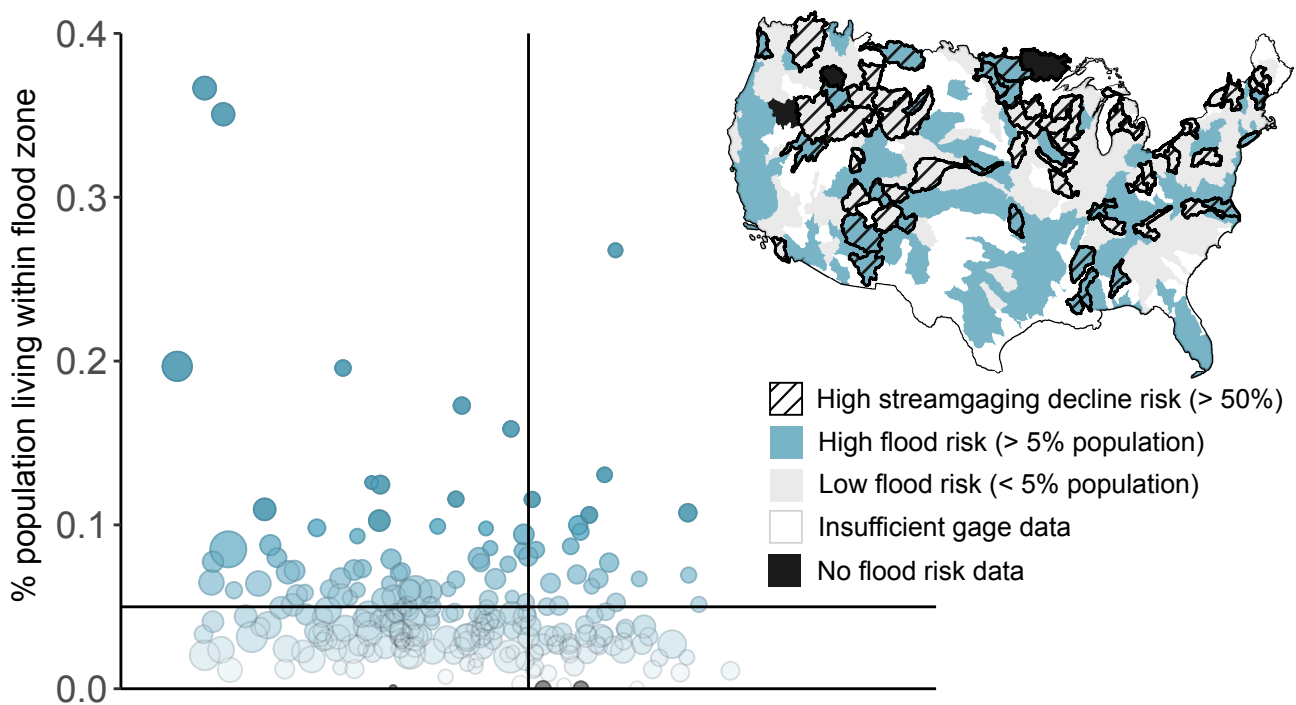 % population living within flood zone
0.4
0.3
0.2
0.1
0.0
High streamgaging decline risk (> 50%)
High flood risk (> 5% population)
Low flood risk (< 5% population)
Insufficient gage data
No flood risk data